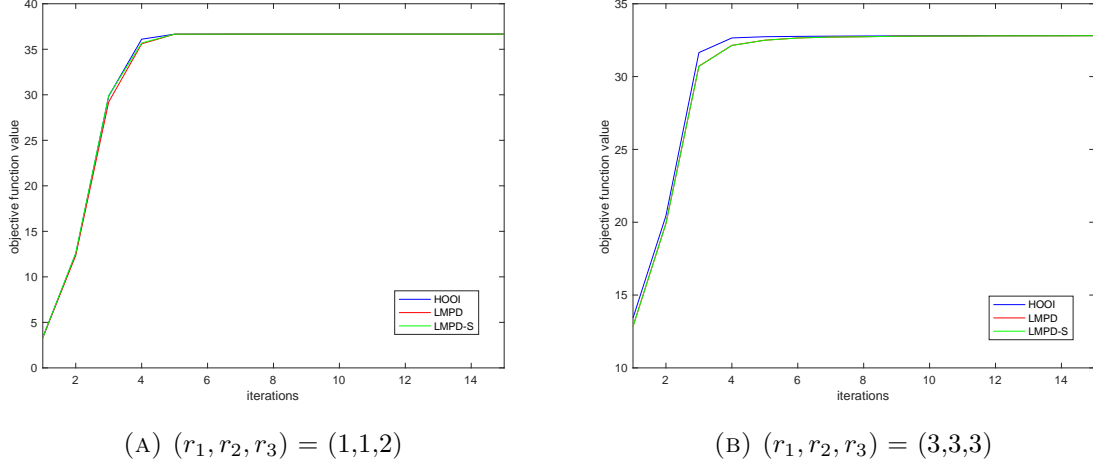 40
35
30
25
20
15
10
5
0
objective function value
2
4
6
8
10
12
14
iterations
HOOI
LMPD
LMPD-S
(A) (r₁, r₂, r₃) = (1,1,2)
35
30
25
20
15
10
objective function value
2
4
6
8
10
12
14
iterations
HOOI
LMPD
LMPD-S
(B) (r₁, r₂, r₃) = (3,3,3)